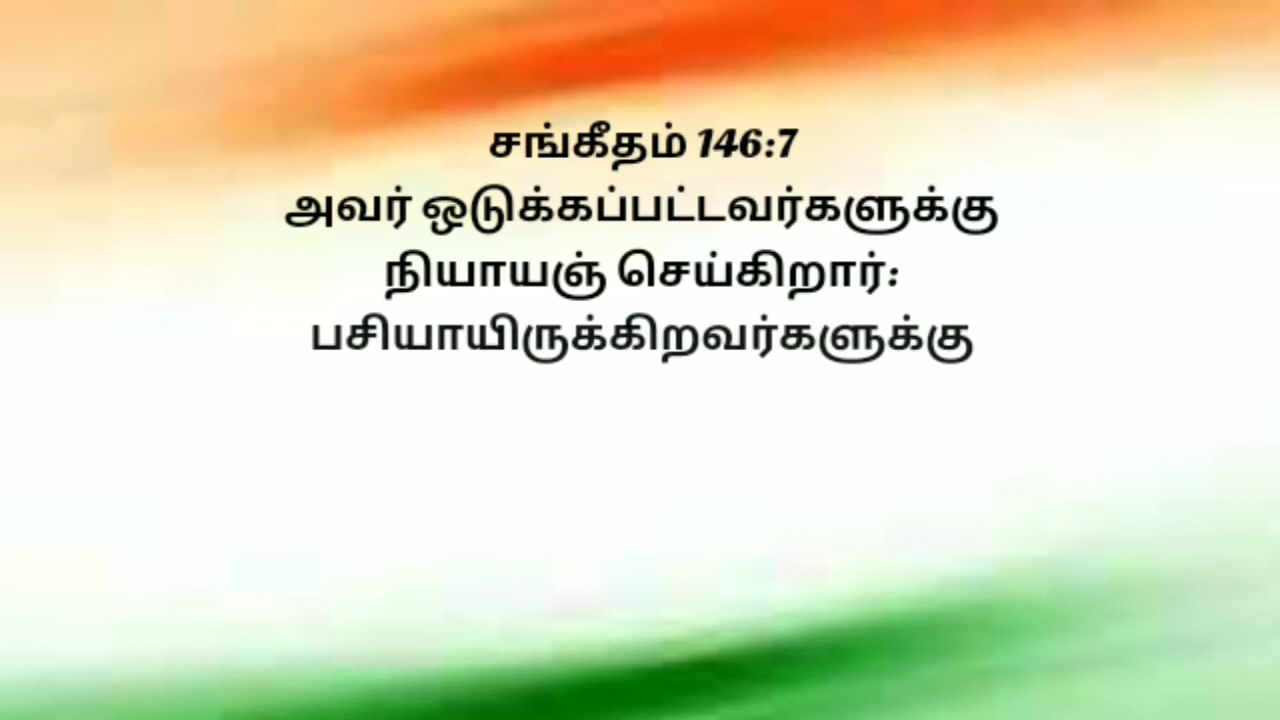 சங்கீதம் 146:7
அவர் ஒடுக்கப்பட்டவர்களுக்கு
நியாயஞ் செய்கிறார்:
பசியாயிருக்கிறவர்களுக்கு